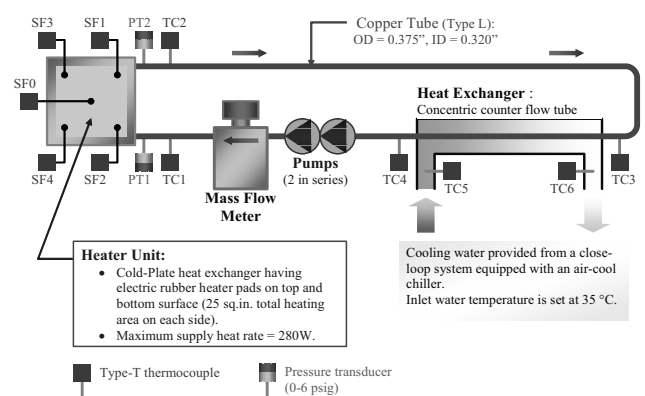 SF3
SF1
PT2
TC2
Copper Tube (Type L):
OD = 0.375”, ID = 0.320”
SF0
Heat Exchanger :
Concentric counter flow tube
SF4
SF2
PT1
TC1
Mass Flow
Meter
Pumps
(2 in series)
TC4
TC5
TC6
TC3
Heater Unit:
• Cold-Plate heat exchanger having
electric rubber heater pads on top and
bottom surface (25 sq.in. total heating
area on each side).
• Maximum supply heat rate = 280W.
Cooling water provided from a close-
loop system equipped with an air-cool
chiller.
Inlet water temperature is set at 35 °C.
Type-T thermocouple
Pressure transducer
(0-6 psig)